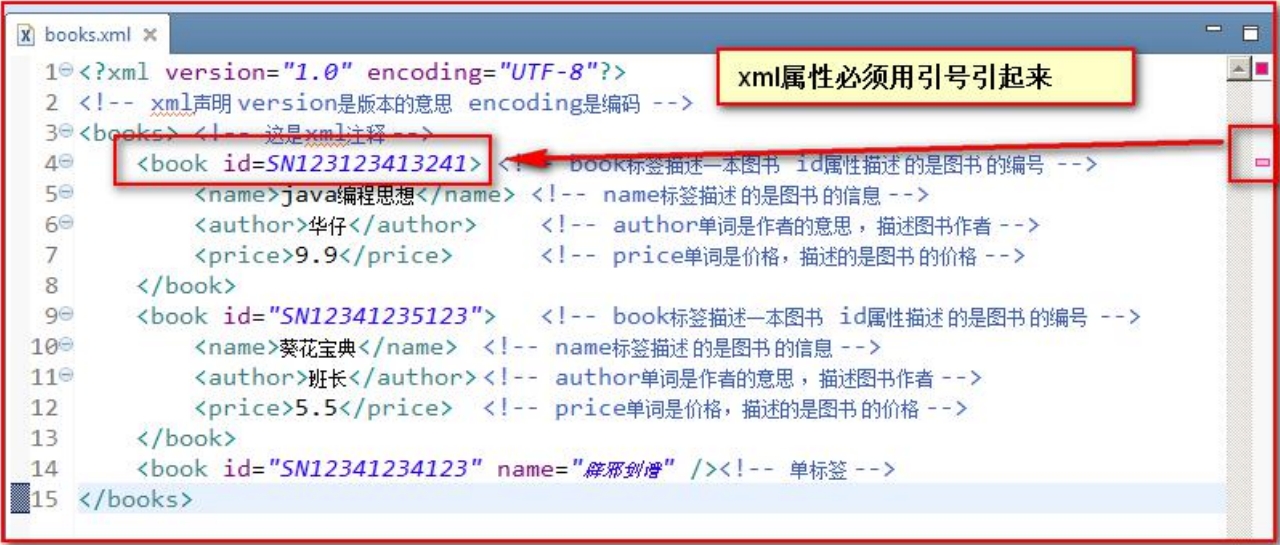 books.xml
xml属性必须用引号引起来
1 <?xml version="1.0" encoding="UTF-8"?>
2 <!-- xml声明 version是版本的意思 encoding是编码 -->
3 <books> <!-- 这是xml注释 -->
4 <book id=SN123123413241> <!-- book标签描述一本图书 id属性描述的是图书的编号 -->
5 <name>java编程思想</name> <!-- name标签描述的是图书的信息 -->
6 <author>华仔</author> <!-- author单词是作者的意思，描述图书作者 -->
7 <price>9.9</price> <!-- price单词是价格，描述的是图书的价格 -->
8 </book>
9 <book id="SN12341235123"> <!-- book标签描述一本图书 id属性描述的是图书的编号 -->
10 <name>葵花宝典</name> <!-- name标签描述的是图书的信息 -->
11 <author>班长</author> <!-- author单词是作者的意思，描述图书作者 -->
12 <price>5.5</price> <!-- price单词是价格，描述的是图书的价格 -->
13 </book>
14 <book id="SN12341234123" name="辟邪剑谱" /><!-- 单标签 -->
15 </books>